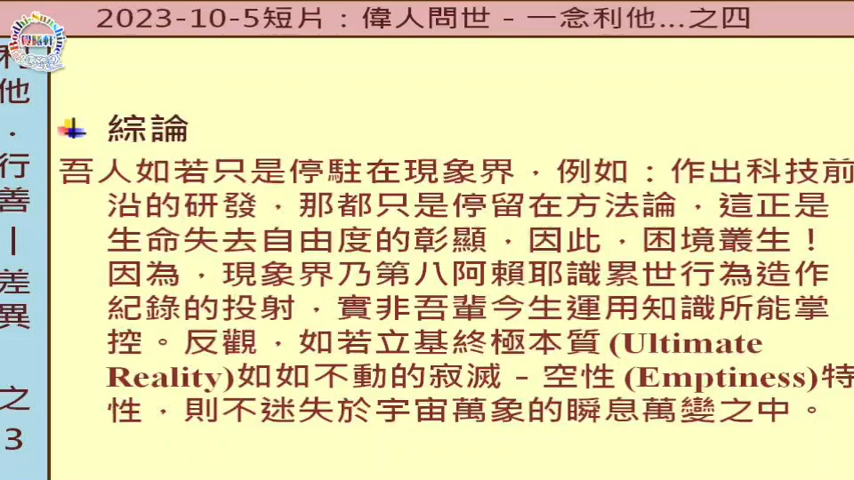 2023-10-5短片：偉人問世－一念利他...之四
利他．行善｜差異 之3
綜論
吾人如若只是停駐在現象界，例如：作出科技前
沿的研發，那都只是停留在方法論，這正是
生命失去自由度的彰顯，因此，困境叢生！
因為，現象界乃第八阿賴耶識累世行為造作
紀錄的投射，實非吾輩今生運用知識所能掌
控。反觀，如若立基終極本質(Ultimate
Reality)如如不動的寂滅－空性(Emptiness)特
性，則不迷失於宇宙萬象的瞬息萬變之中。